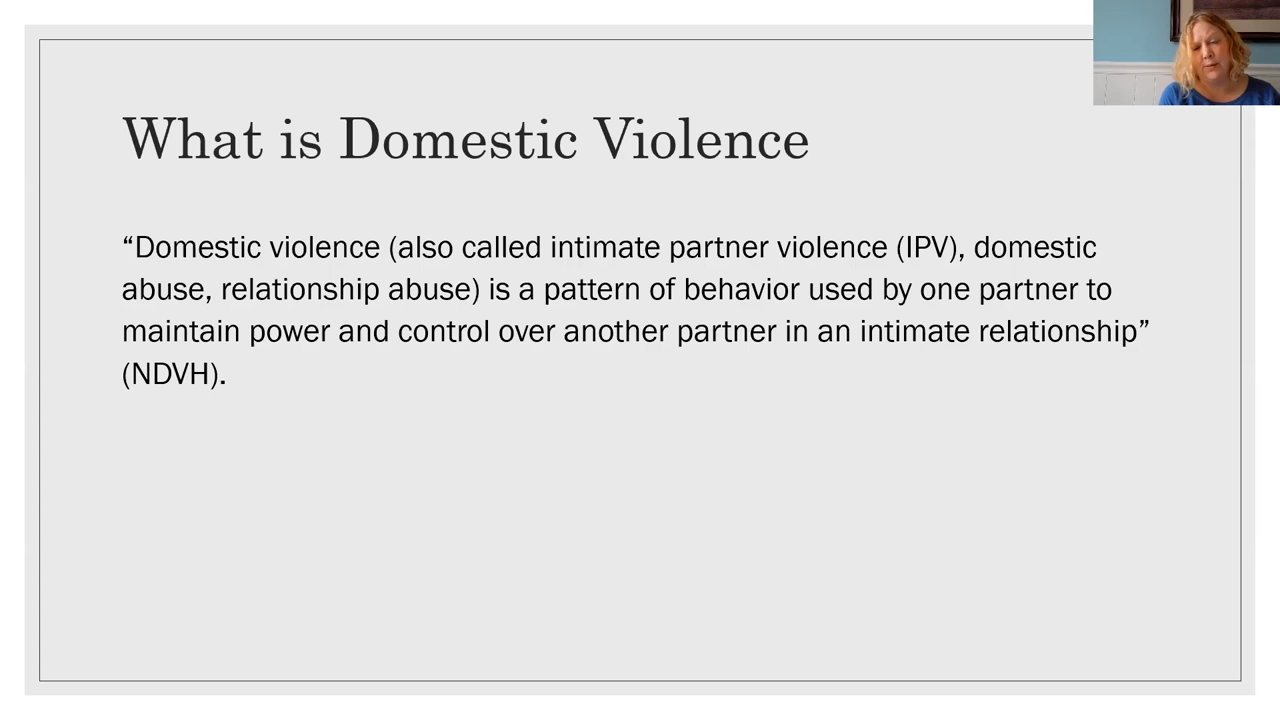 What is Domestic Violence
“Domestic violence (also called intimate partner violence (IPV), domestic
abuse, relationship abuse) is a pattern of behavior used by one partner to
maintain power and control over another partner in an intimate relationship”
(NDVH).